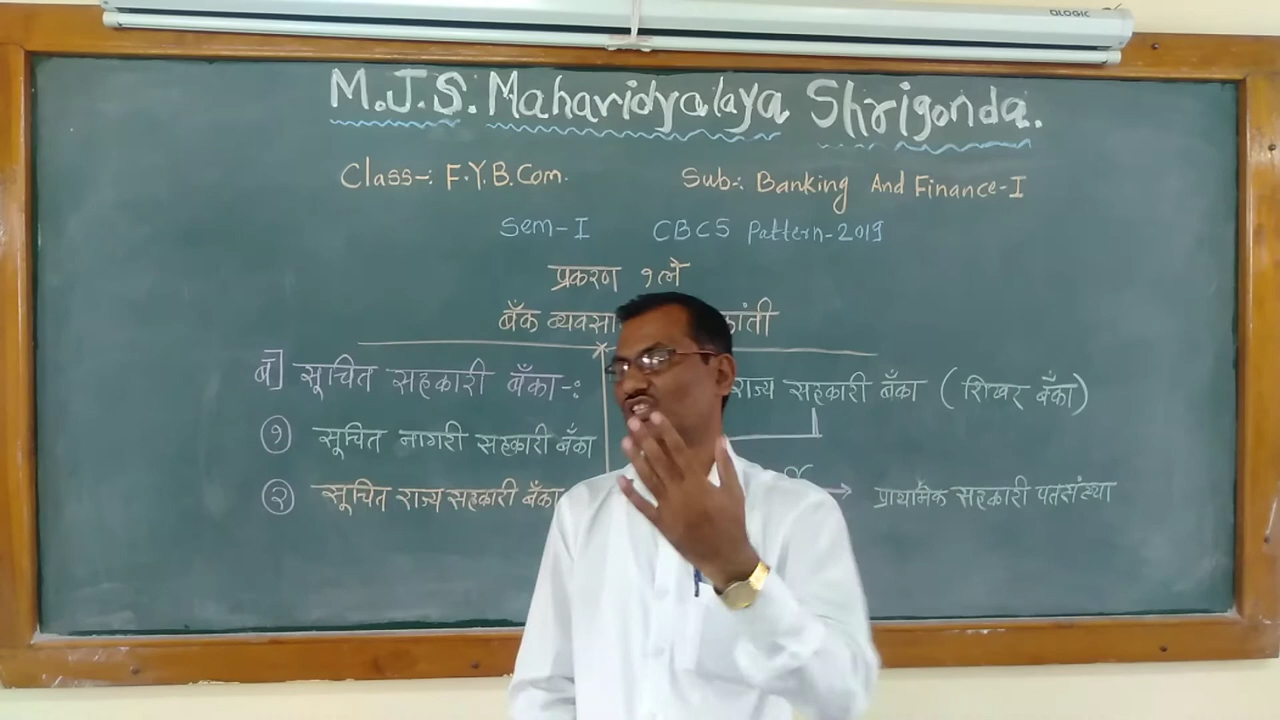 QLOGIC
M.J.S. Mahavidyalaya Shrigonda.
Class-: F.Y.B.Com. Sub-: Banking And Finance-I
Sem-I CBCS Pattern-2019
प्रकरण १ले
बँक व्यवसा
ब] सूचित सहकारी बँका-: राज्य सहकारी बँका (शिखर बँका)
१ सूचित नागरी सहकारी बँका
२ सूचित राज्य सहकारी बँका प्राथमिक सहकारी पतसंस्था